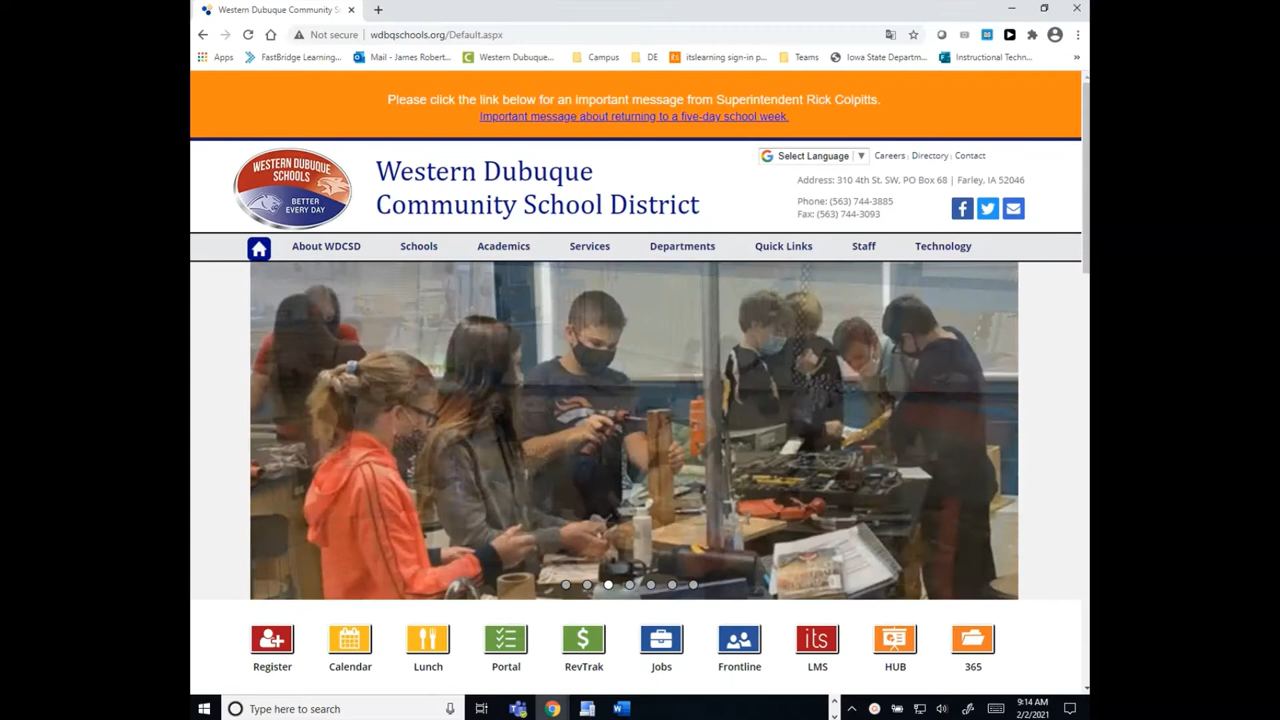 Western Dubuque Community S
Not secure
wdbqschools.org/Default.aspx
Apps
FastBridge Learning...
Mail - James Robert...
Western Dubuque...
Campus
DE
itslearning sign-in p...
Teams
Iowa State Departm...
Instructional Techn...
Please click the link below for an important message from Superintendent Rick Colpitts.
Important message about returning to a five-day school week.
WESTERN DUBUQUE
SCHOOLS
BETTER
EVERY DAY
Western Dubuque
Community School District
Select Language
Careers
Directory
Contact
Address: 310 4th St. SW, PO Box 68 | Farley, IA 52046
Phone: (563) 744-3885
Fax: (563) 744-3093
About WDCSD
Schools
Academics
Services
Departments
Quick Links
Staff
Technology
its
Register
Calendar
Lunch
Portal
RevTrak
Jobs
Frontline
LMS
HUB
365
Type here to search
9:14 AM
2/2/2021